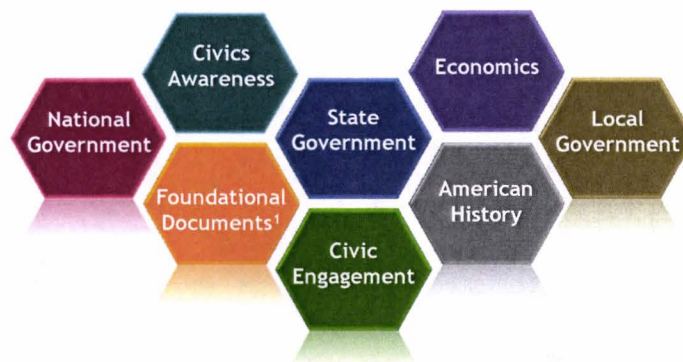 Civics
Awareness
Economics
National
Government
State
Government
Local
Government
Foundational
Documents¹
American
History
Civic
Engagement